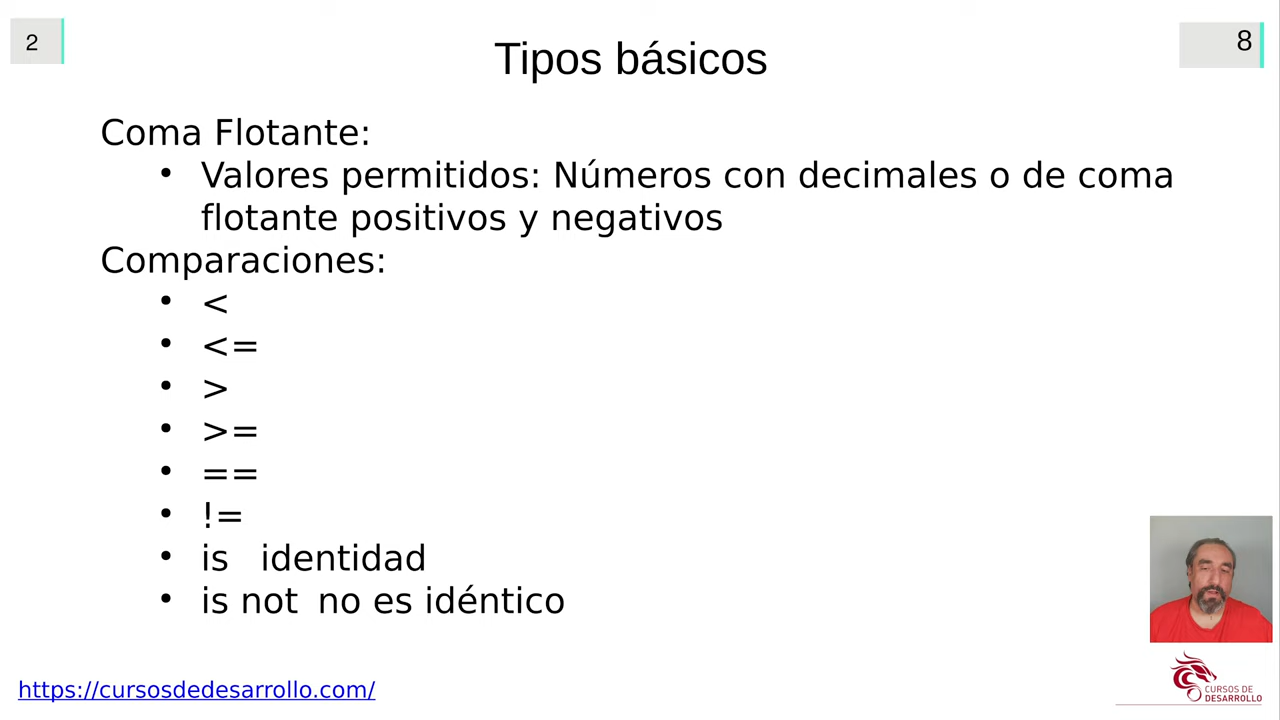 2
Tipos básicos
8
Coma Flotante:
• Valores permitidos: Números con decimales o de coma
flotante positivos y negativos
Comparaciones:
• <
• <=
• >
• >=
• ==
• !=
• is identidad
• is not no es idéntico
https://cursosdedesarrollo.com/
CURSOS DE
DESARROLLO